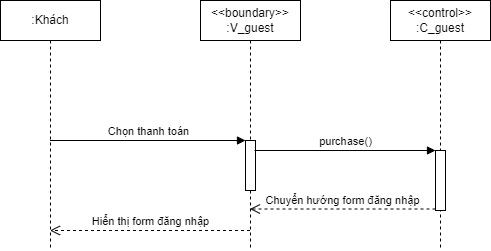 :Khách
<<boundary>>
:V_guest
<<control>>
:C_guest
Chọn thanh toán
purchase()
Chuyển hướng form đăng nhập
Hiển thị form đăng nhập